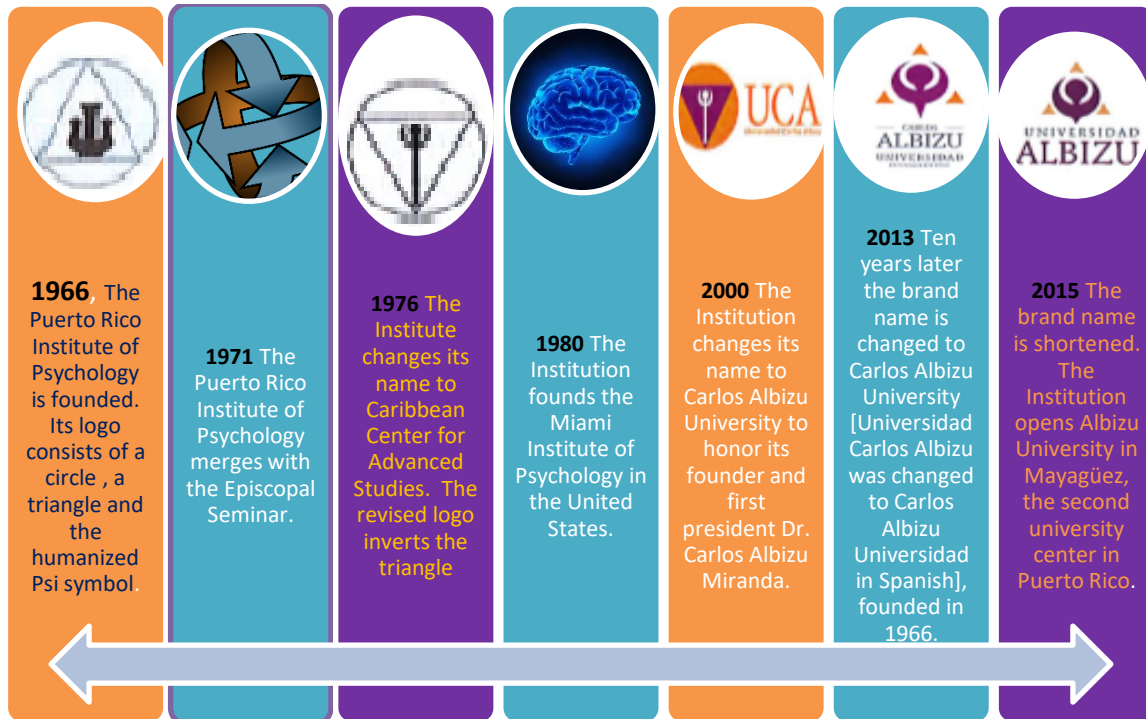 UCA
CARLOS
ALBIZU
UNIVERSIDAD
UNIVERSIDAD
ALBIZU
1966, The
Puerto Rico
Institute of
Psychology
is founded.
Its logo
consists of a
circle , a
triangle and
the
humanized
Psi symbol.
1971 The
Puerto Rico
Institute of
Psychology
merges with
the Episcopal
Seminar.
1976 The
Institute
changes its
name to
Caribbean
Center for
Advanced
Studies. The
revised logo
inverts the
triangle
1980 The
Institution
founds the
Miami
Institute of
Psychology in
the United
States.
2000 The
Institution
changes its
name to
Carlos Albizu
University to
honor its
founder and
first
president Dr.
Carlos Albizu
Miranda.
2013 Ten
years later
the brand
name is
changed to
Carlos Albizu
University
[Universidad
Carlos Albizu
was changed
to Carlos
Albizu
Universidad
in Spanish],
founded in
1966.
2015 The
brand name
is shortened.
The
Institution
opens Albizu
University in
Mayagüez,
the second
university
center in
Puerto Rico.